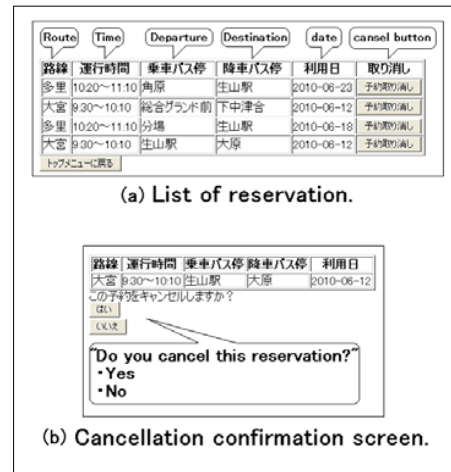 Route Time Departure Destination date cansel button
路線 運行時間 乗車バス停 降車バス停 利用日 取り消し
多里 10:20～11:10 角原 生山駅 2010-06-23 予約取り消し
大宮 9:30～10:10 総合グランド前 下中津合 2010-06-12 予約取り消し
多里 10:20～11:10 分場 生山駅 2010-06-18 予約取り消し
大宮 9:30～10:10 生山駅 大原 2010-06-12 予約取り消し
トップメニューに戻る
(a) List of reservation.
路線 運行時間 乗車バス停 降車バス停 利用日
大宮 9:30～10:10 生山駅 大原 2010-06-12
この予約をキャンセルしますか？
はい
いいえ
"Do you cancel this reservation?"
・Yes
・No
(b) Cancellation confirmation screen.